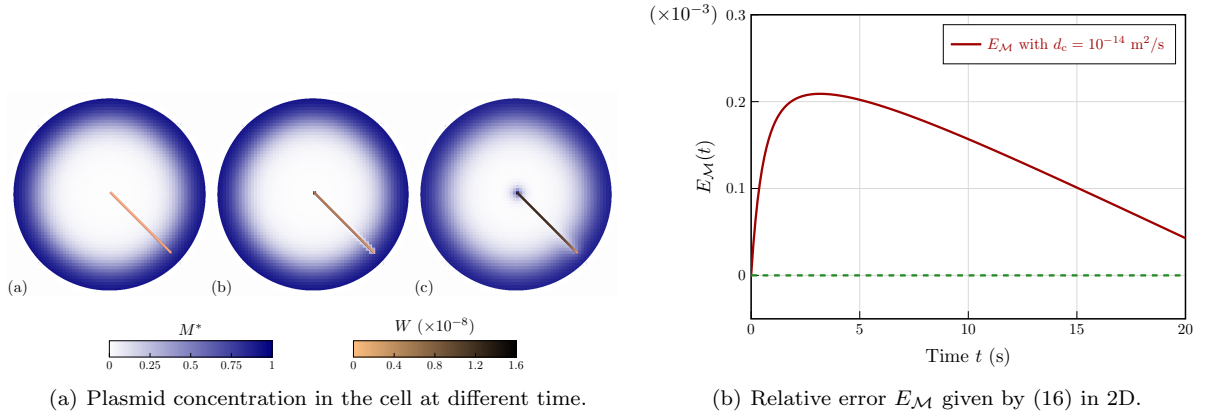 (a)
(b)
(c)
M*
0 0.25 0.5 0.75 1
W (×10⁻⁸)
0 0.4 0.8 1.2 1.6
(a) Plasmid concentration in the cell at different time.
(×10⁻³)
0.3
0.2
0.1
0
E_ℳ(t)
E_ℳ with d_c = 10⁻¹⁴ m²/s
0 5 10 15 20
Time t (s)
(b) Relative error E_ℳ given by (16) in 2D.